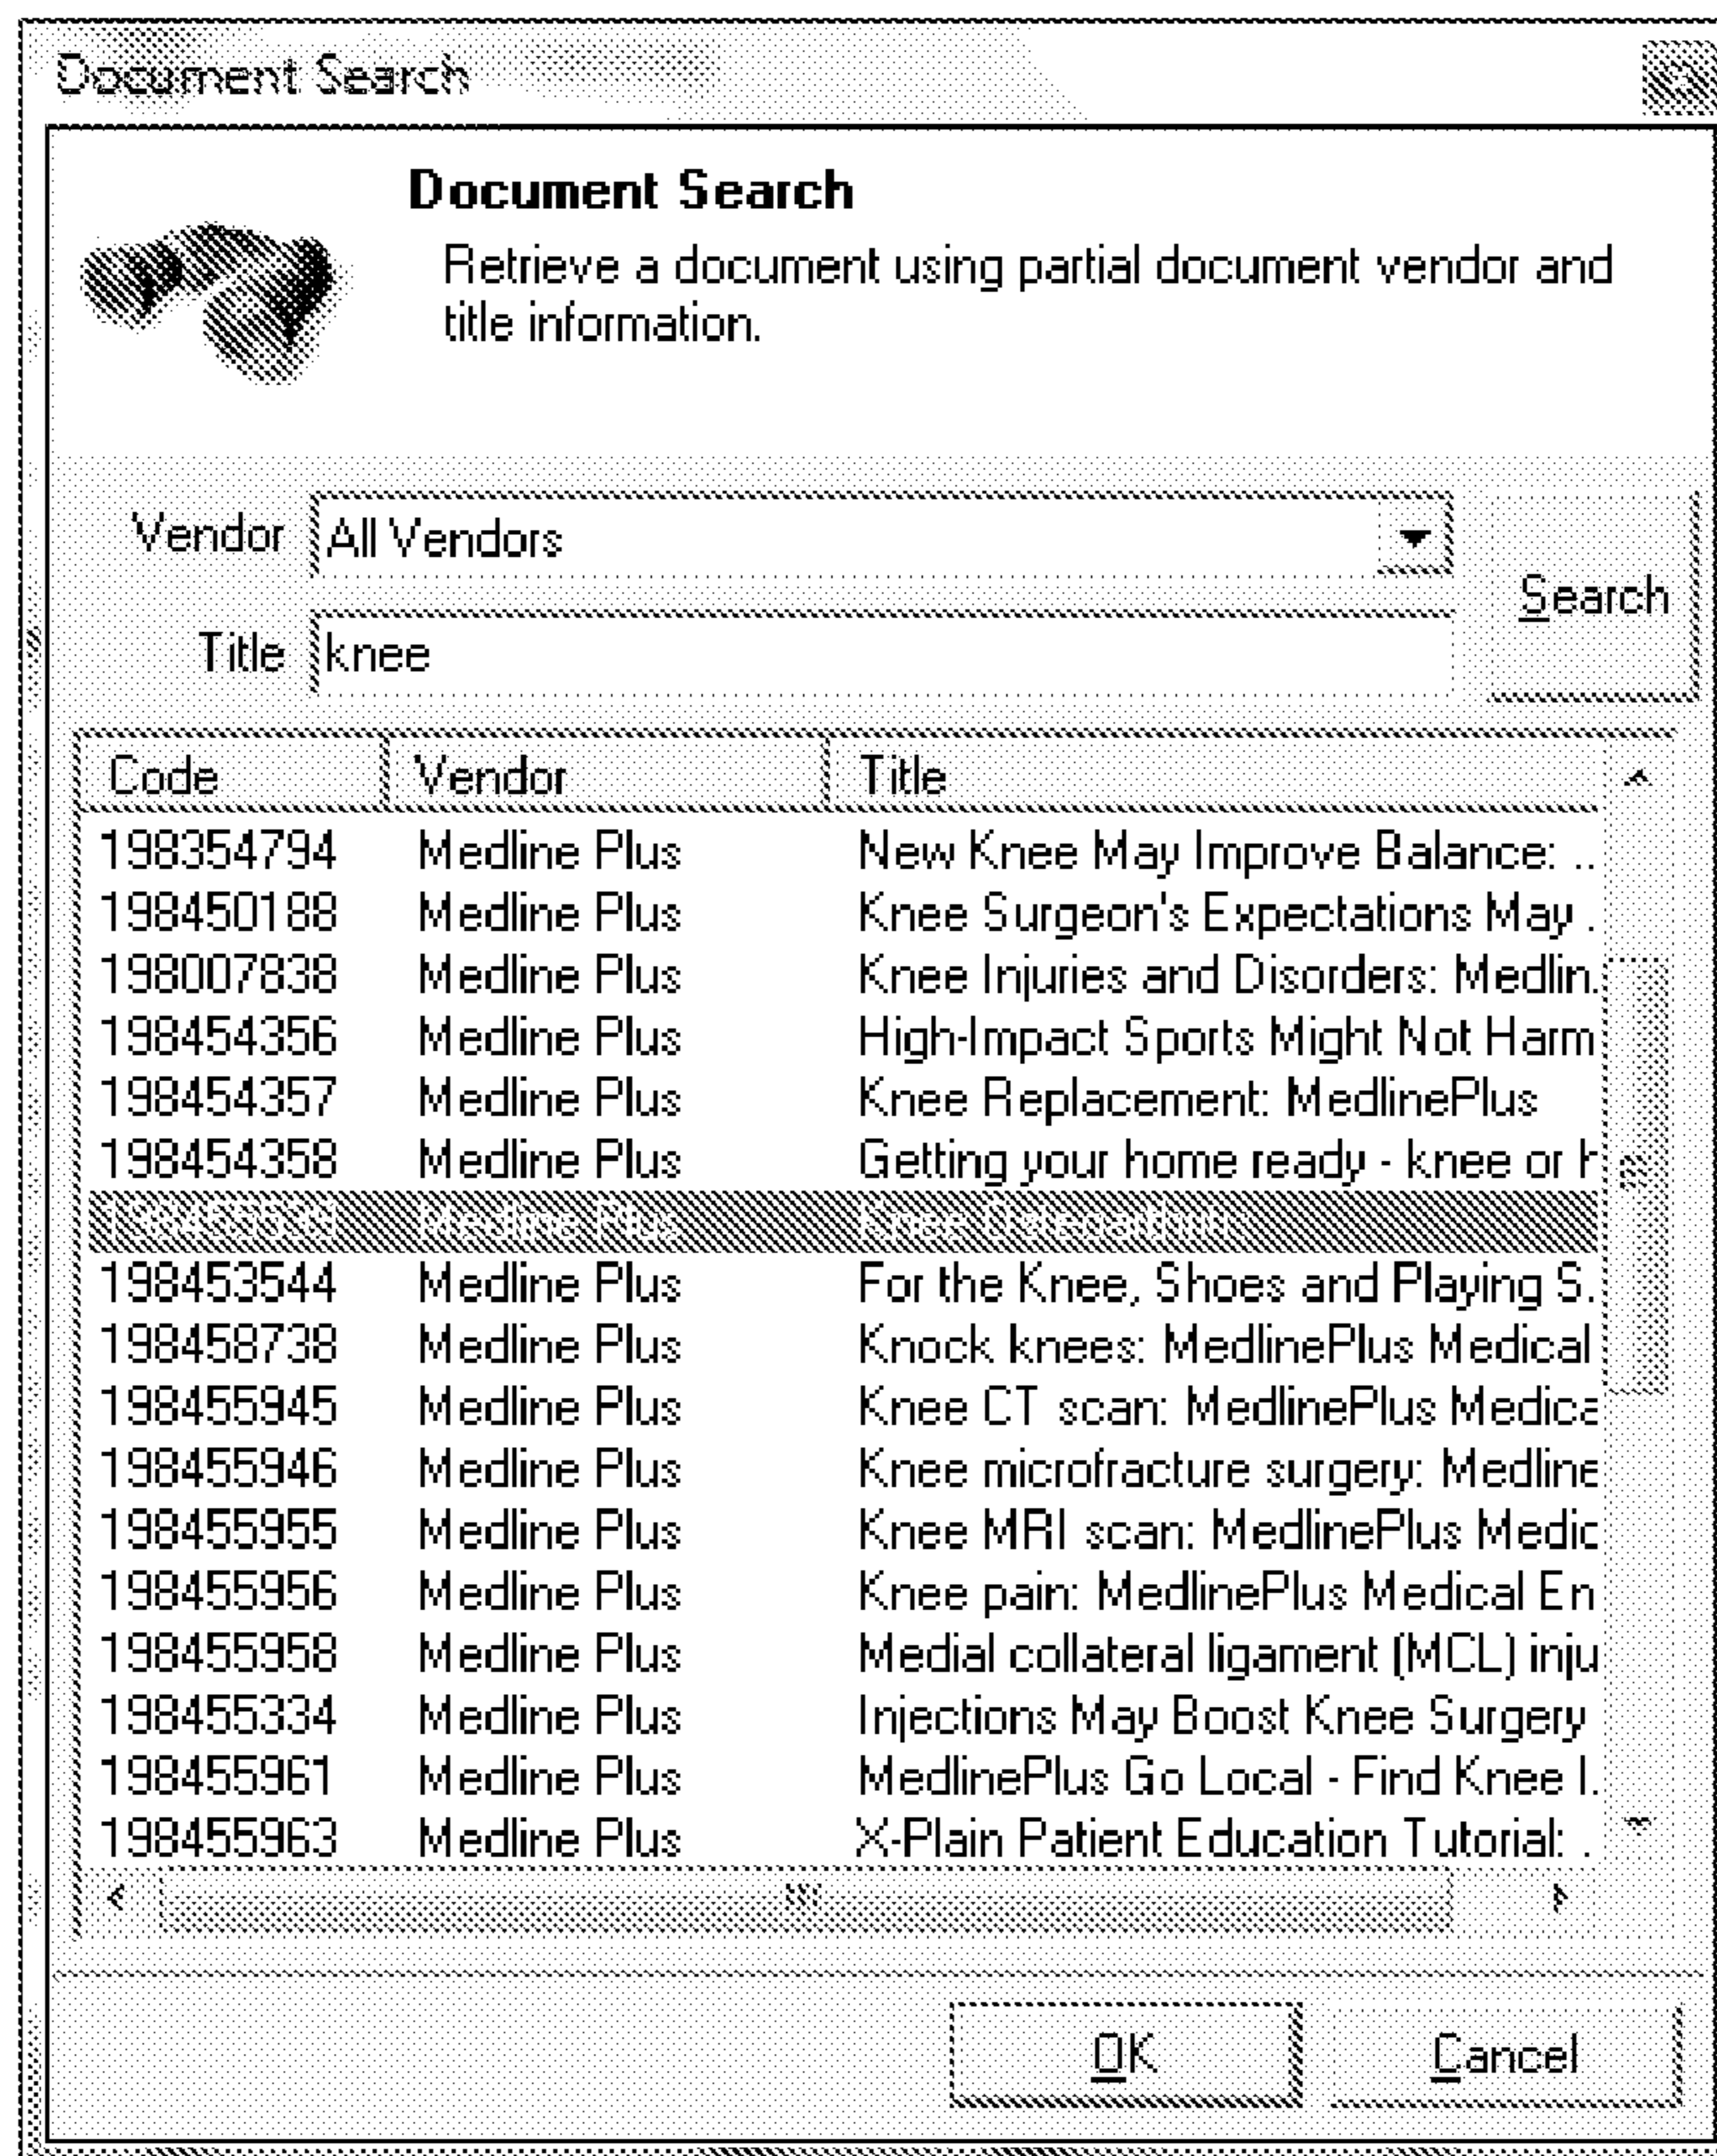 Document Search
Document Search
Retrieve a document using partial document vendor and
title information.
Vendor All Vendors
Search
Title knee
Code Vendor Title
198354794 Medline Plus New Knee May Improve Balance: ..
198450188 Medline Plus Knee Surgeon's Expectations May .
198007838 Medline Plus Knee Injuries and Disorders: Medlin.
198454356 Medline Plus High-Impact Sports Might Not Harm
198454357 Medline Plus Knee Replacement: MedlinePlus
198454358 Medline Plus Getting your home ready - knee or h
Medline Plus Knee
198453544 Medline Plus For the Knee, Shoes and Playing S.
198458738 Medline Plus Knock knees: MedlinePlus Medical
198455945 Medline Plus Knee CT scan: MedlinePlus Medica
198455946 Medline Plus Knee microfracture surgery: Medline
198455955 Medline Plus Knee MRI scan: MedlinePlus Medic
198455956 Medline Plus Knee pain: MedlinePlus Medical En
198455958 Medline Plus Medial collateral ligament (MCL) inju
198455334 Medline Plus Injections May Boost Knee Surgery
198455961 Medline Plus MedlinePlus Go Local - Find Knee I.
198455963 Medline Plus X-Plain Patient Education Tutorial: .
OK Cancel